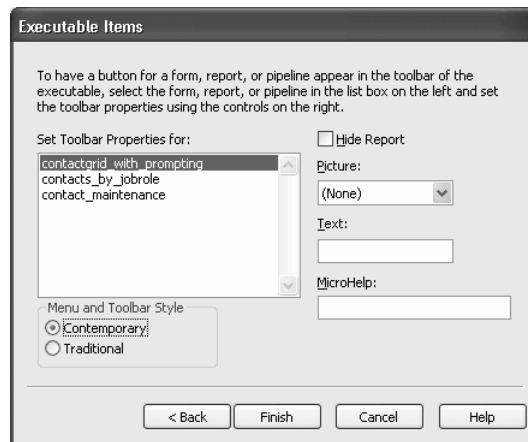 Executable Items
To have a button for a form, report, or pipeline appear in the toolbar of the
executable, select the form, report, or pipeline in the list box on the left and set
the toolbar properties using the controls on the right.
Set Toolbar Properties for:
contactgrid_with_prompting
contacts_by_jobrole
contact_maintenance
Menu and Toolbar Style
Contemporary
Traditional
Hide Report
Picture:
(None)
Text:
MicroHelp:
< Back
Finish
Cancel
Help